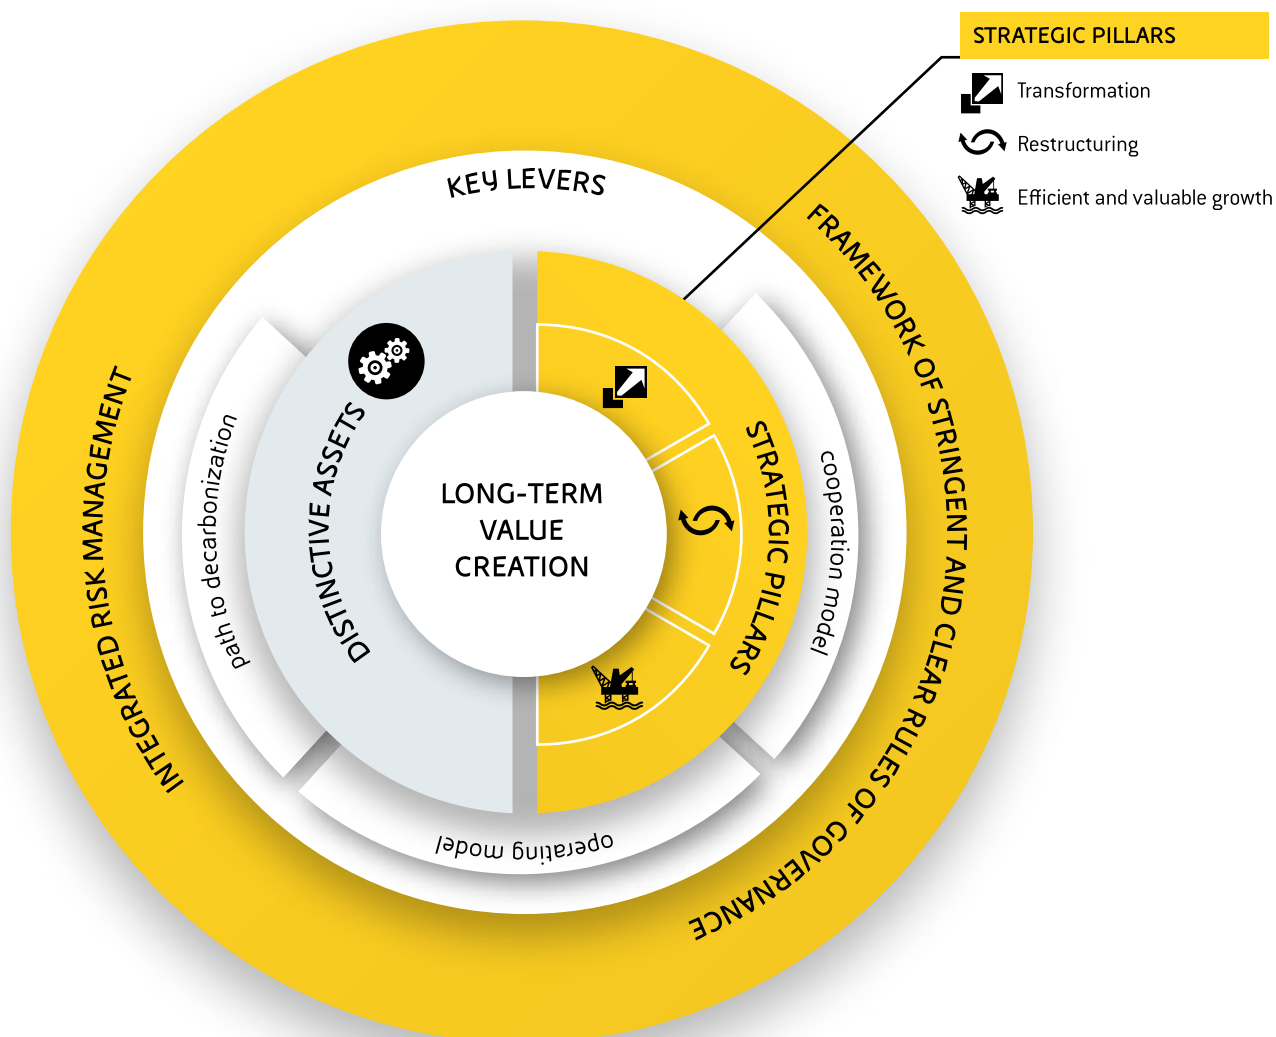 STRATEGIC PILLARS
Transformation
Restructuring
Efficient and valuable growth
KEY LEVERS
FRAMEWORK OF STRINGENT AND CLEAR RULES OF GOVERNANCE
INTEGRATED RISK MANAGEMENT
path to decarbonization
DISTINCTIVE ASSETS
LONG-TERM
VALUE
CREATION
STRATEGIC PILLARS
cooperation model
operating model